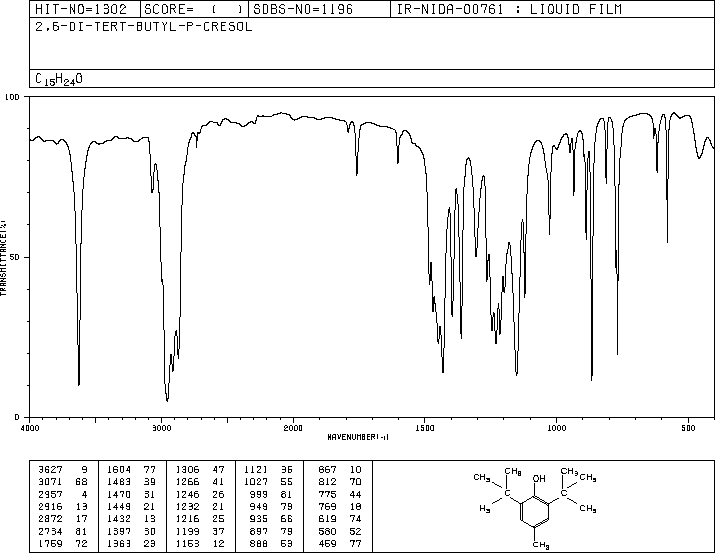 HIT-NO=1302 SCORE= ( ) SDBS-NO=1196 IR-NIDA-00761 : LIQUID FILM
2,6-DI-TERT-BUTYL-P-CRESOL
C15H24O
100
50
0
TRANSMITTANCE(%)
4000 3000 2000 1500 1000 500
WAVENUMBER(-1)
3627 9 1604 77 1306 47 1121 36 867 10
3071 68 1483 39 1266 41 1027 55 812 70
2957 4 1470 31 1246 26 999 81 775 44
2916 13 1449 21 1232 21 949 79 769 18
2872 17 1432 13 1216 25 935 66 619 74
2734 81 1397 30 1199 37 897 79 580 52
1759 72 1363 23 1153 12 888 53 459 77
CH3 CH3
CH3 OH CH3
C C
CH3 CH3
CH3